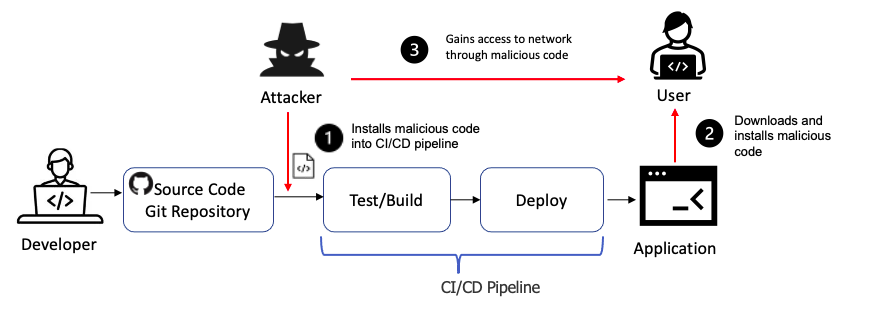 3
Gains access to network
through malicious code
Attacker
User
1
Installs malicious code
into CI/CD pipeline
2
Downloads and
installs malicious
code
</>
</>
</>
Source Code
Git Repository
Test/Build
Deploy
_<
Developer
Application
CI/CD Pipeline